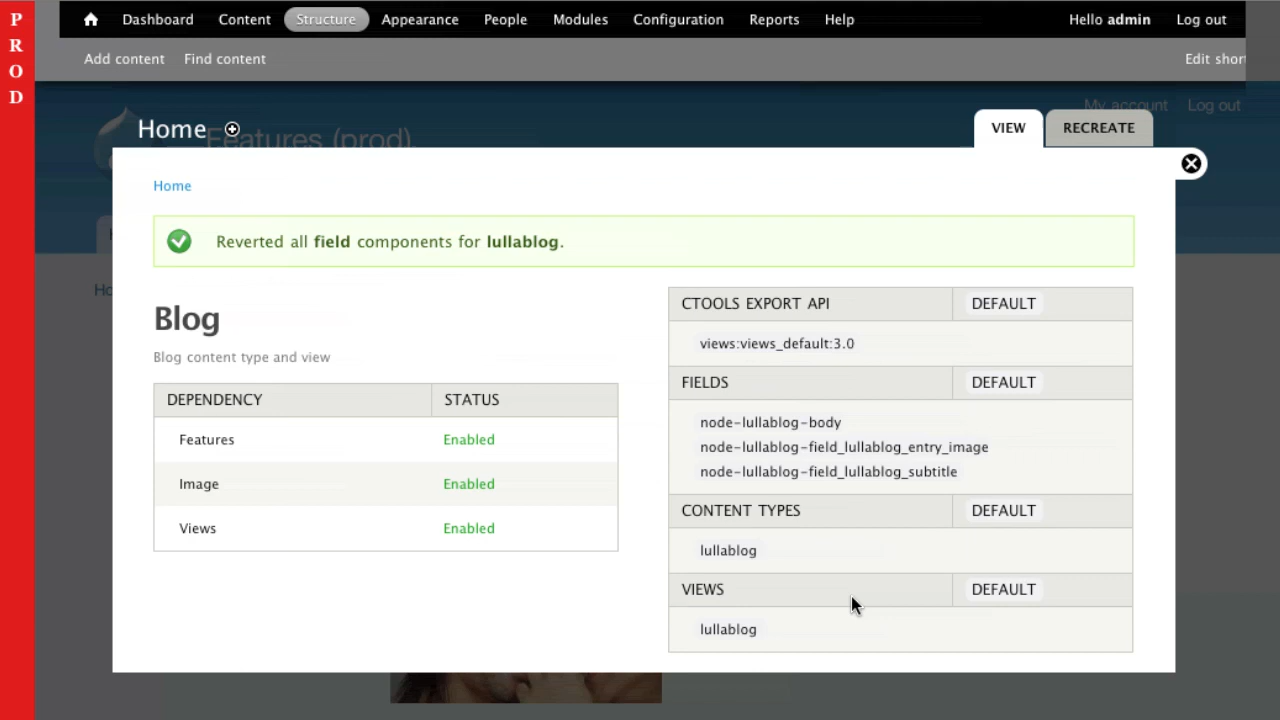 P
R
O
D
Dashboard Content Structure Appearance People Modules Configuration Reports Help Hello admin Log out
Add content Find content Edit short
My account Log out
Features (prod).
Home
VIEW RECREATE
Home
Reverted all field components for lullablog.
Blog
Blog content type and view
DEPENDENCY STATUS
Features Enabled
Image Enabled
Views Enabled
CTOOLS EXPORT API DEFAULT
views:views_default:3.0
FIELDS DEFAULT
node-lullablog-body
node-lullablog-field_lullablog_entry_image
node-lullablog-field_lullablog_subtitle
CONTENT TYPES DEFAULT
lullablog
VIEWS DEFAULT
lullablog